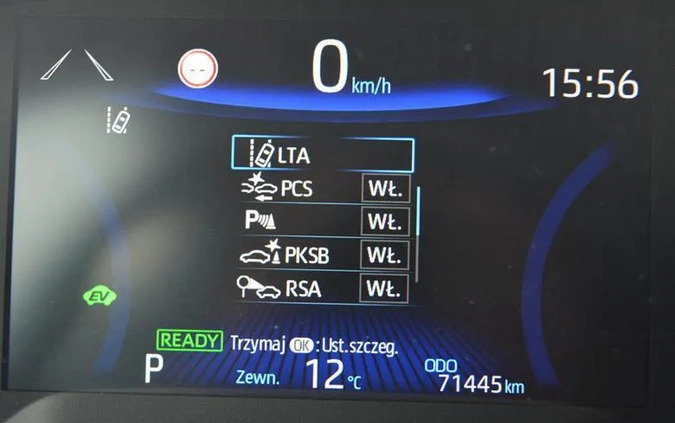 -- 0 km/h 15:56
LTA
PCS WŁ.
P WŁ.
PKSB WŁ.
RSA WŁ.
EV
READY Trzymaj OK : Ust.szczeg.
P Zewn. 12 °C ODO
71445 km